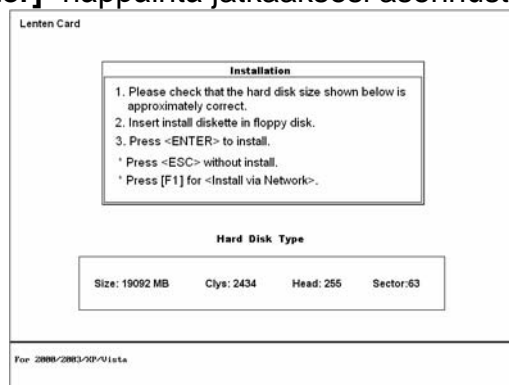 näppäintä jatkaaksesi
Lenten Card
Installation
1. Please check that the hard disk size shown below is
approximately correct.
2. Insert install diskette in floppy disk.
3. Press <ENTER> to install.
* Press <ESC> without install.
* Press [F1] for <Install via Network>.
Hard Disk Type
Size: 19092 MB Clys: 2434 Head: 255 Sector:63
For 2000/2003/XP/Vista